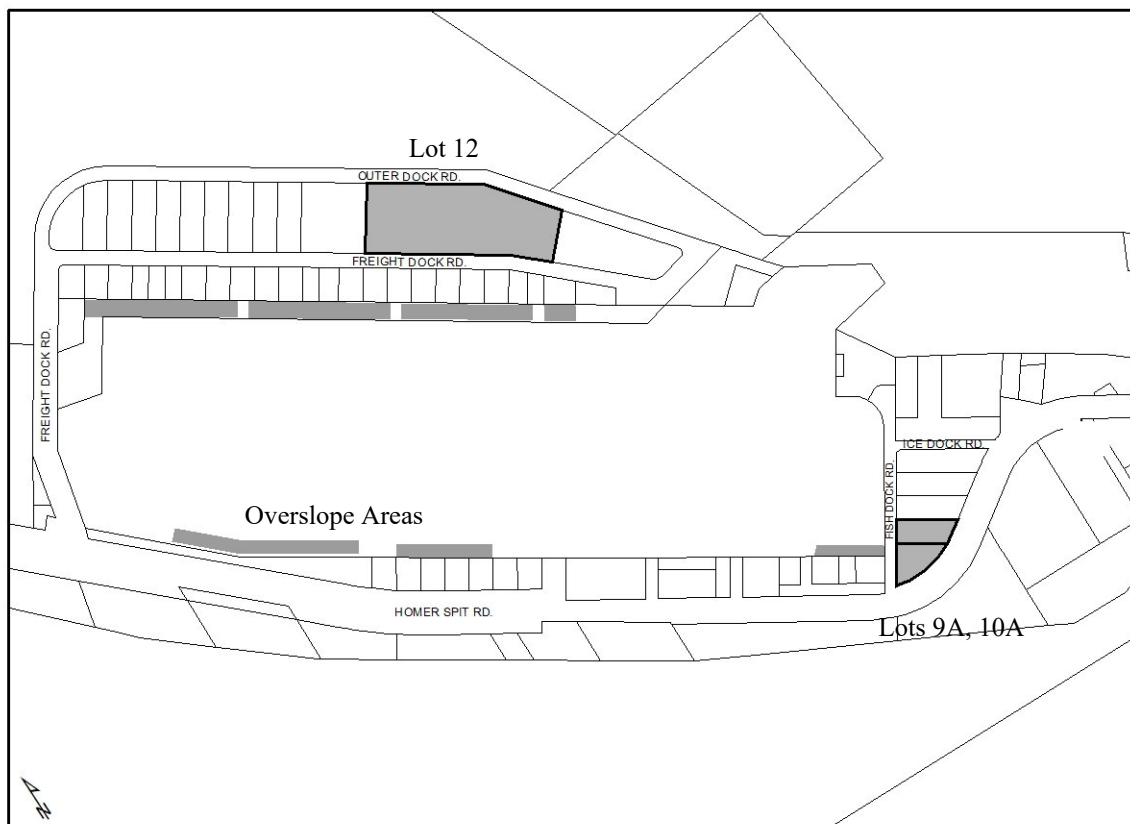 Lot 12
OUTER DOCK RD.
FREIGHT DOCK RD.
FREIGHT DOCK RD.
ICE DOCK RD.
FISH DOCK RD.
Overslope Areas
HOMER SPIT RD.
Lots 9A, 10A
N